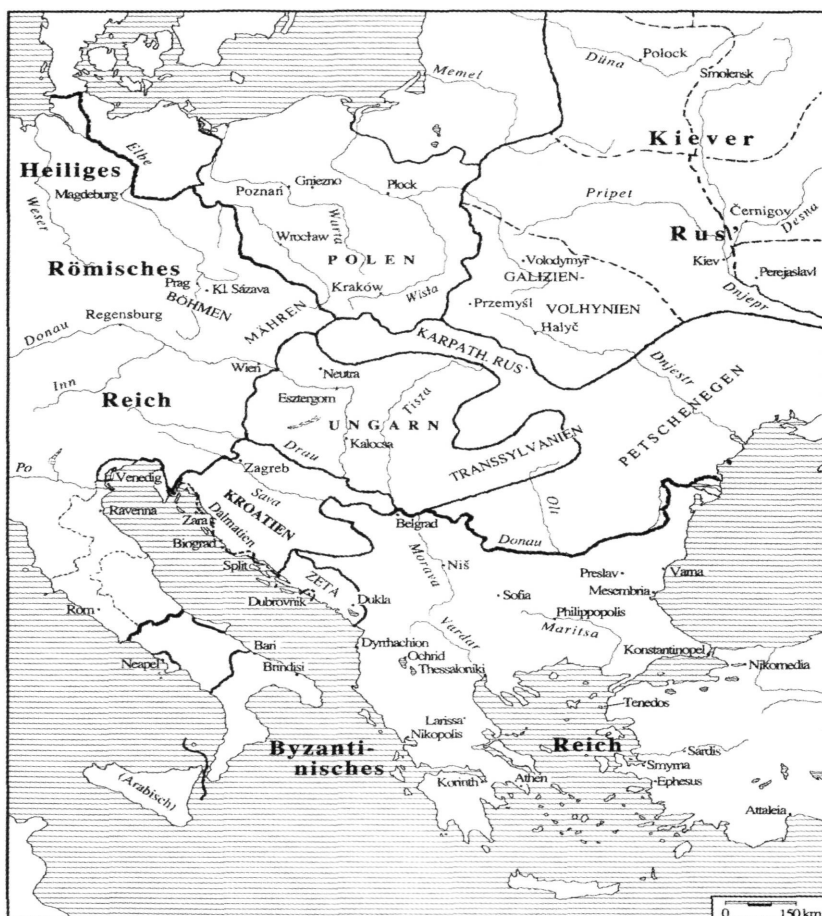 Memel
Düna
Połock
Smolensk
Kiever
Heiliges
Elbe
Magdeburg
Weser
Poznań
Gniezno
Płock
Warta
Wrocław
POLEN
Pripet
Černigov
Desna
Rus'
Kiev
Perejaslavl
Dnjepr
Römisches
Prag
Kl. Sázava
BÖHMEN
MÄHREN
Kraków
Wisła
Volodymyr
GALIZIEN-
VOLHYNIEN
Przemyśl
Halyč
Donau
Regensburg
Inn
Reich
Wien
Neutra
Esztergom
UNGARN
Kalocsa
Tisza
KARPATH. RUS'
Dnjestr
PETSCHENEGEN
TRANSSYLVANIEN
Olt
Drau
Po
Venedig
Ravenna
Zagreb
Sava
KROATIEN
Zara
Dalmatien
Biograd
Split
Dubrovnik
ZETA
Dukla
Belgrad
Donau
Morava
Niš
Sofia
Preslav
Varna
Mesembria
Philippopolis
Maritsa
Vardar
Konstantinopel
Nikomedia
Rom
Neapel
Bari
Brindisi
Dyrrhachion
Ochrid
Thessaloniki
Tenedos
Larissa
Nikopolis
Byzanti-
nisches
Reich
Sardis
Smyrna
Ephesus
Korinth
Athen
Attaleia
(Arabisch)
0 150 km